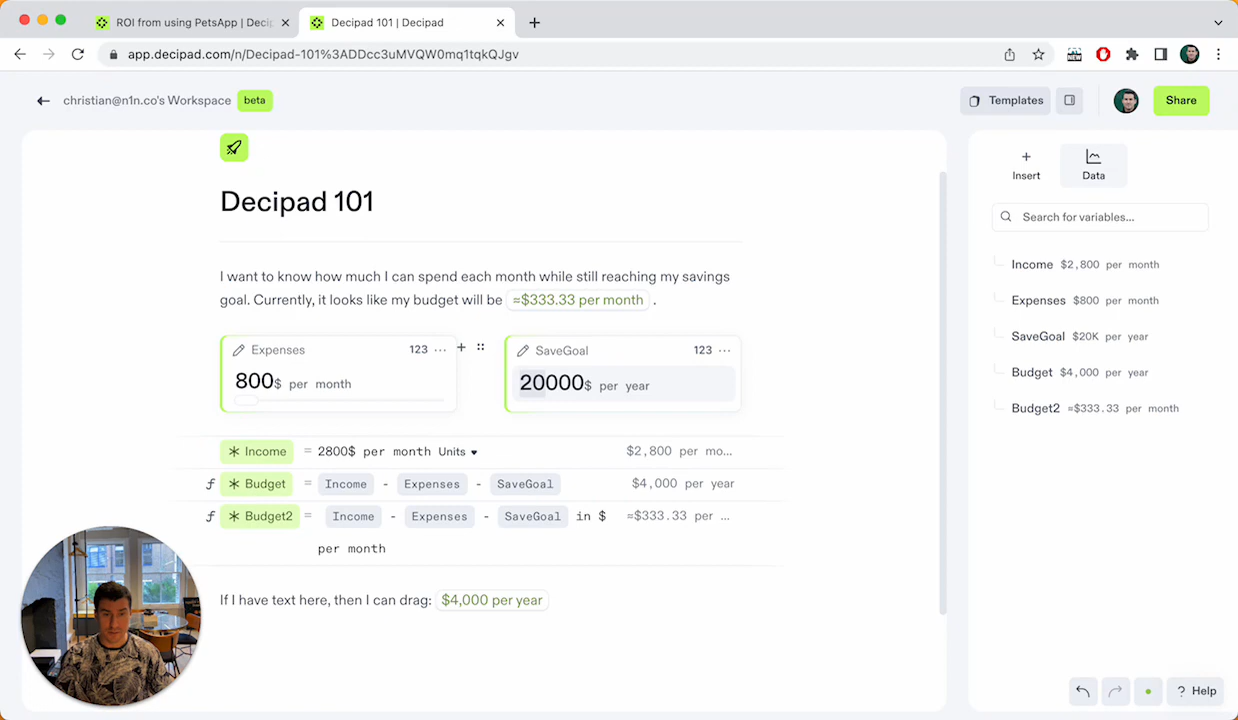 ROI from using PetsApp | Decip
Decipad 101 | Decipad
app.decipad.com/n/Decipad-101%3ADDcc3uMVQW0mq1tqkQJgv
NEW
christian@n1n.co's Workspace beta
Templates
Share
Insert
Data
Search for variables...
Decipad 101
I want to know how much I can spend each month while still reaching my savings
goal. Currently, it looks like my budget will be ≈$333.33 per month .
Expenses 123 ...
800$ per month
SaveGoal 123 ...
20000$ per year
Income = 2800$ per month Units $2,800 per mo...
Budget = Income - Expenses - SaveGoal $4,000 per year
Budget2 = Income - Expenses - SaveGoal in $ ≈$333.33 per ...
per month
If I have text here, then I can drag: $4,000 per year
Income $2,800 per month
Expenses $800 per month
SaveGoal $20K per year
Budget $4,000 per year
Budget2 ≈$333.33 per month
? Help